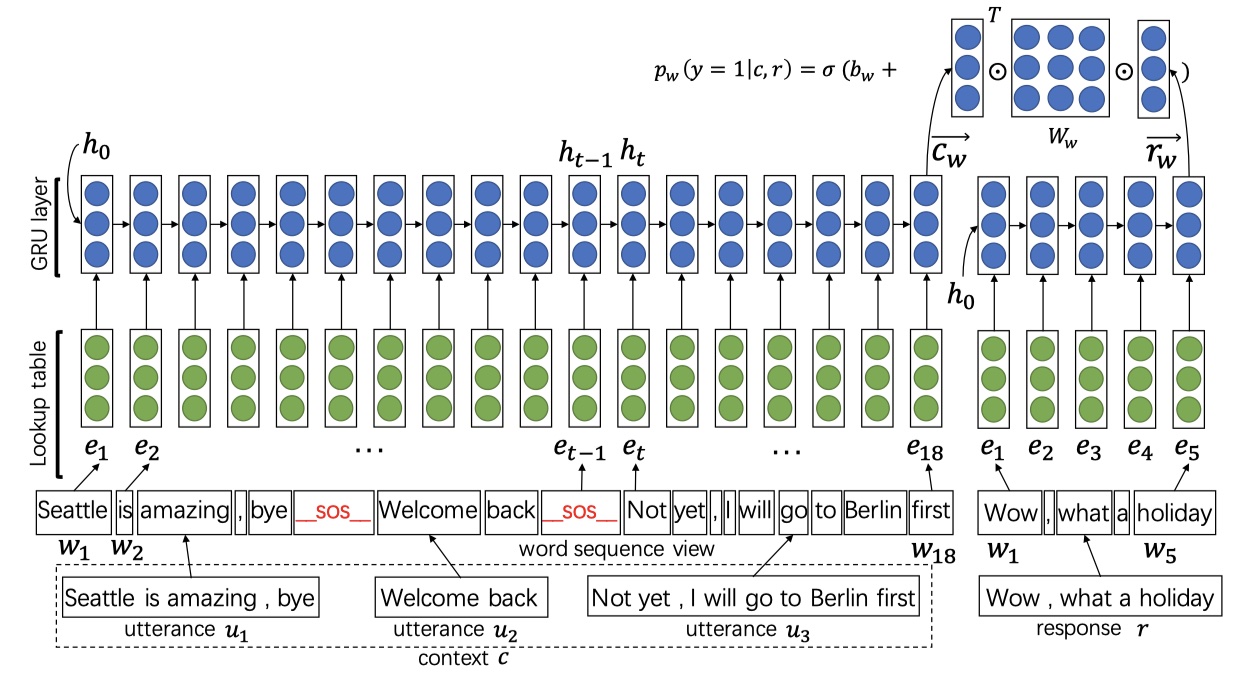 T
p_w (y = 1|c, r) = σ (b_w + ⊙ ⊙ )
W_w
h_0 h_{t−1} h_t \overrightarrow{c_w} \overrightarrow{r_w}
GRU layer
h_0
Lookup table
e_1 e_2 ... e_{t−1} e_t ... e_{18} e_1 e_2 e_3 e_4 e_5
Seattle is amazing , bye __sos__ Welcome back __sos__ Not yet , I will go to Berlin first Wow , what a holiday
w_1 w_2 word sequence view w_{18} w_1 w_5
Seattle is amazing , bye Welcome back Not yet , I will go to Berlin first Wow , what a holiday
utterance u_1 utterance u_2 utterance u_3 response r
context c